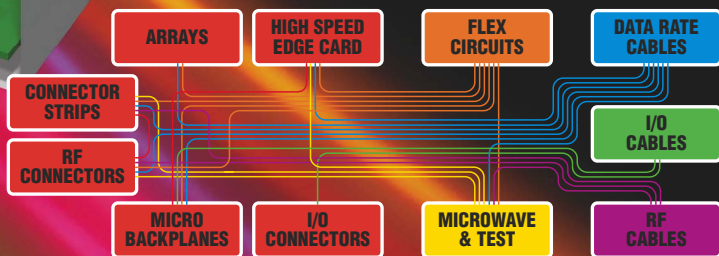 ARRAYS
HIGH SPEED
EDGE CARD
FLEX
CIRCUITS
DATA RATE
CABLES
CONNECTOR
STRIPS
I/O
CABLES
RF
CONNECTORS
MICRO
BACKPLANES
I/O
CONNECTORS
MICROWAVE
& TEST
RF
CABLES